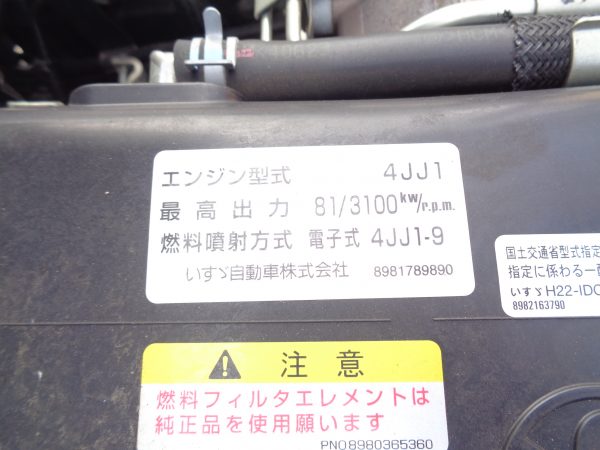 エンジン型式 4JJ1
最高出力 81/3100kW/r.p.m.
燃料噴射方式 電子式 4JJ1-9
いすゞ自動車株式会社 8981789890
国土交通省型式指定
指定に係わる一酸
いすゞH22-IDC
8982163790
注意
燃料フィルタエレメントは
純正品を使用願います
PNO8980365360